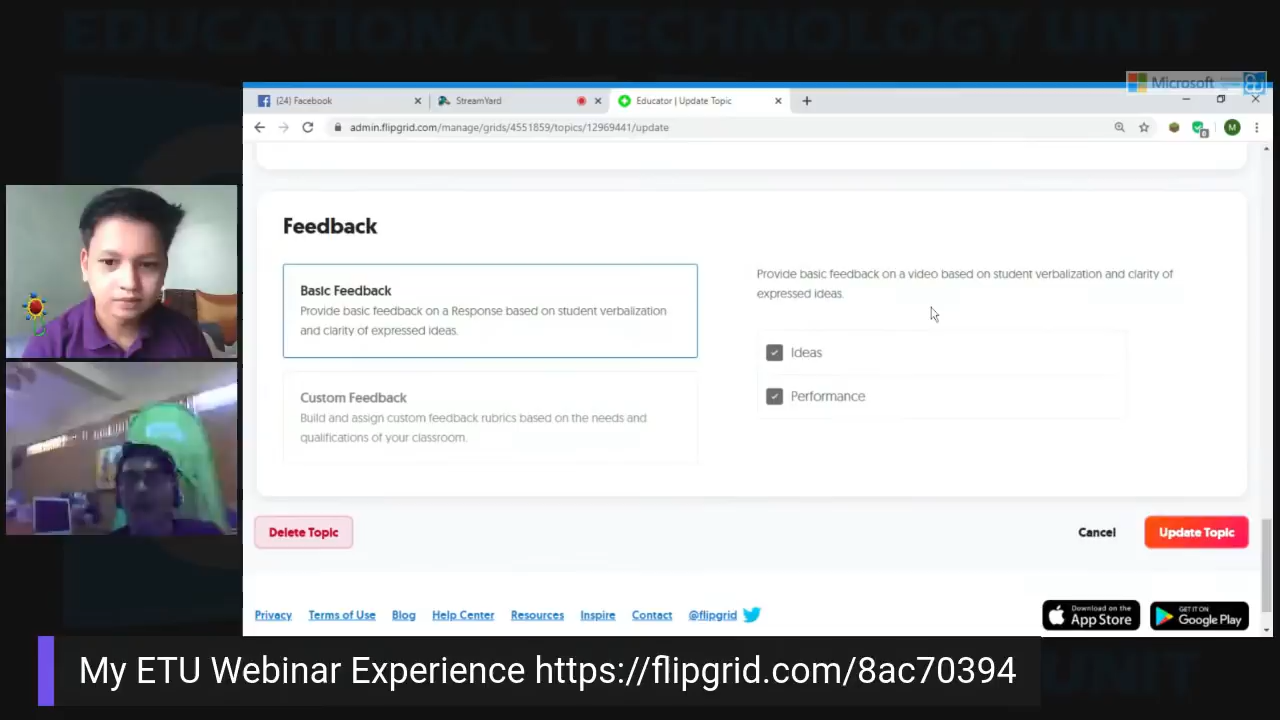 EDUCATIONAL TECHNOLOGY UNIT
Microsoft
(24) Facebook
StreamYard
Educator | Update Topic
admin.flipgrid.com/manage/grids/4551859/topics/12969441/update
M
Feedback
Basic Feedback
Provide basic feedback on a Response based on student verbalization
and clarity of expressed ideas.
Custom Feedback
Build and assign custom feedback rubrics based on the needs and
qualifications of your classroom.
Provide basic feedback on a video based on student verbalization and clarity of
expressed ideas.
Ideas
Performance
Delete Topic
Cancel
Update Topic
Privacy
Terms of Use
Blog
Help Center
Resources
Inspire
Contact
@flipgrid
Download on the
App Store
GET IT ON
Google Play
My ETU Webinar Experience https://flipgrid.com/8ac70394
UNIT